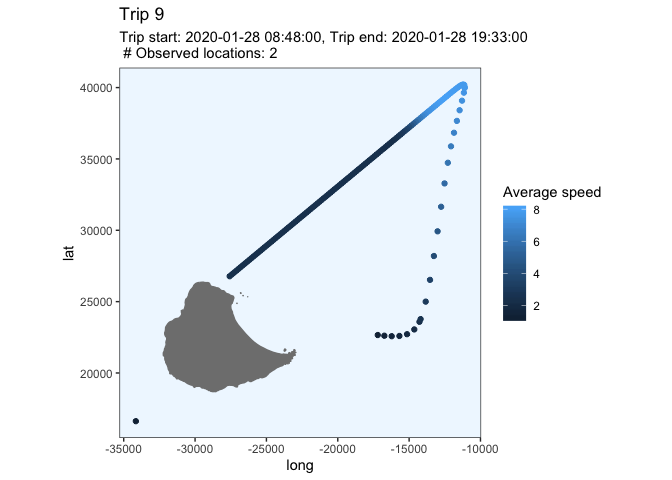 Trip 9
Trip start: 2020-01-28 08:48:00, Trip end: 2020-01-28 19:33:00
# Observed locations: 2
40000
35000
30000
25000
20000
lat
-35000 -30000 -25000 -20000 -15000 -10000
long
Average speed
8
6
4
2